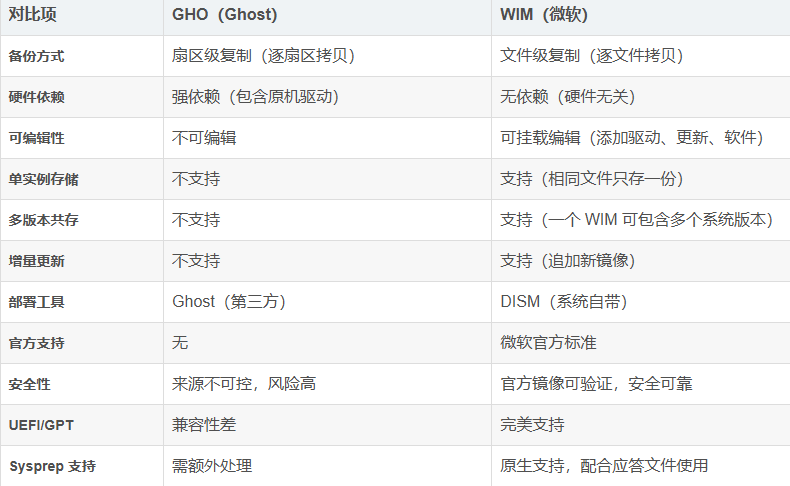 对比项 GHO（Ghost） WIM（微软）
备份方式 扇区级复制（逐扇区拷贝） 文件级复制（逐文件拷贝）
硬件依赖 强依赖（包含原机驱动） 无依赖（硬件无关）
可编辑性 不可编辑 可挂载编辑（添加驱动、更新、软件）
单实例存储 不支持 支持（相同文件只存一份）
多版本共存 不支持 支持（一个 WIM 可包含多个系统版本）
增量更新 不支持 支持（追加新镜像）
部署工具 Ghost（第三方） DISM（系统自带）
官方支持 无 微软官方标准
安全性 来源不可控，风险高 官方镜像可验证，安全可靠
UEFI/GPT 兼容性差 完美支持
Sysprep 支持 需额外处理 原生支持，配合应答文件使用